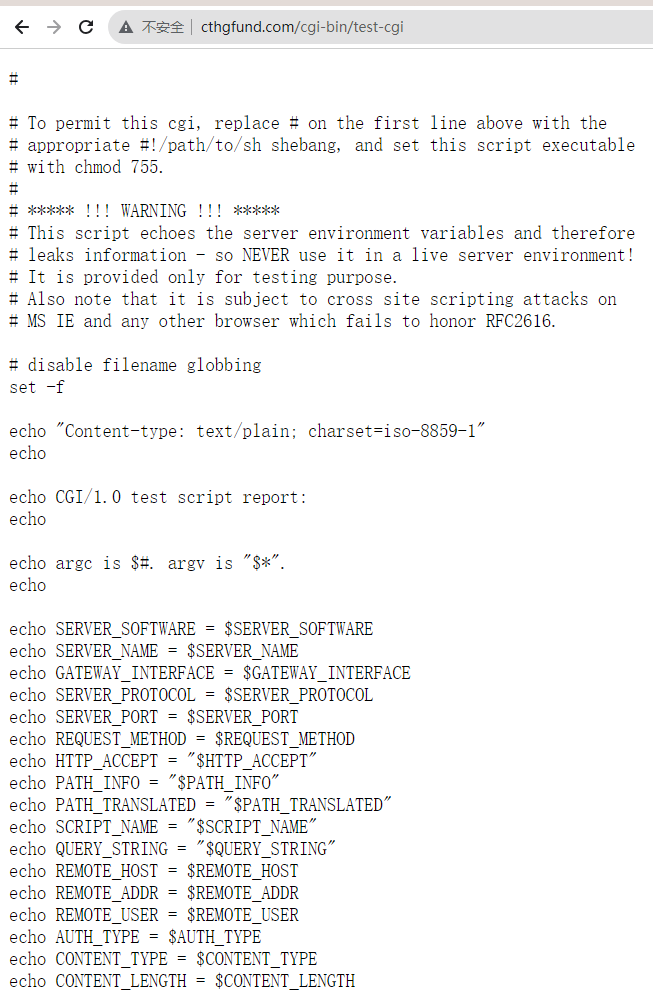 不安全 | cthgfund.com/cgi-bin/test-cgi
#
# To permit this cgi, replace # on the first line above with the
# appropriate #!/path/to/sh shebang, and set this script executable
# with chmod 755.
#
# ***** !!! WARNING !!! *****
# This script echoes the server environment variables and therefore
# leaks information - so NEVER use it in a live server environment!
# It is provided only for testing purpose.
# Also note that it is subject to cross site scripting attacks on
# MS IE and any other browser which fails to honor RFC2616.
# disable filename globbing
set -f
echo "Content-type: text/plain; charset=iso-8859-1"
echo
echo CGI/1.0 test script report:
echo
echo argc is $#. argv is "$*".
echo
echo SERVER_SOFTWARE = $SERVER_SOFTWARE
echo SERVER_NAME = $SERVER_NAME
echo GATEWAY_INTERFACE = $GATEWAY_INTERFACE
echo SERVER_PROTOCOL = $SERVER_PROTOCOL
echo SERVER_PORT = $SERVER_PORT
echo REQUEST_METHOD = $REQUEST_METHOD
echo HTTP_ACCEPT = "$HTTP_ACCEPT"
echo PATH_INFO = "$PATH_INFO"
echo PATH_TRANSLATED = "$PATH_TRANSLATED"
echo SCRIPT_NAME = "$SCRIPT_NAME"
echo QUERY_STRING = "$QUERY_STRING"
echo REMOTE_HOST = $REMOTE_HOST
echo REMOTE_ADDR = $REMOTE_ADDR
echo REMOTE_USER = $REMOTE_USER
echo AUTH_TYPE = $AUTH_TYPE
echo CONTENT_TYPE = $CONTENT_TYPE
echo CONTENT_LENGTH = $CONTENT_LENGTH